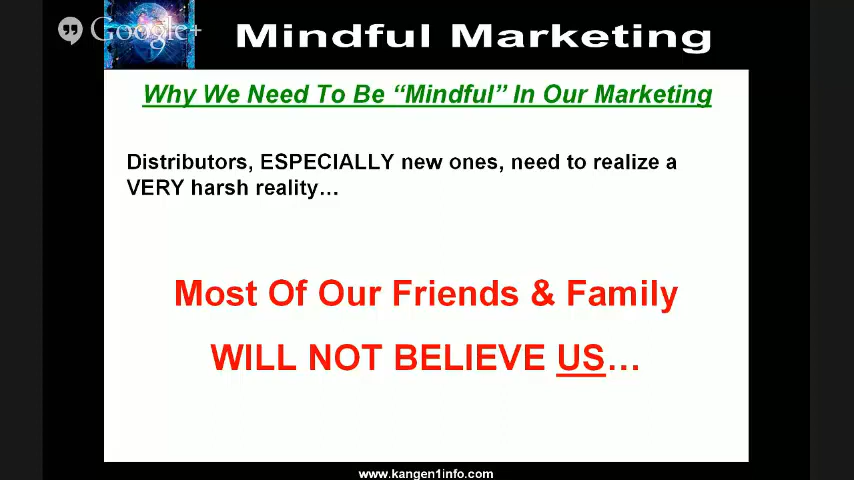 Google+
Mindful Marketing
Why We Need To Be “Mindful” In Our Marketing
Distributors, ESPECIALLY new ones, need to realize a
VERY harsh reality…
Most Of Our Friends & Family
WILL NOT BELIEVE US…
www.kangen1info.com